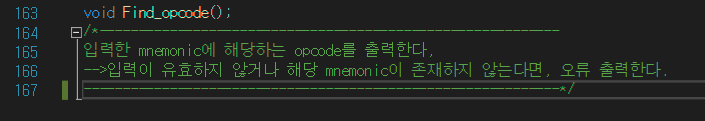 163 void Find_opcode();
164 /*----------------------------------------------------------
165 입력한 mnemonic에 해당하는 opcode를 출력한다,
166 -->입력이 유효하지 않거나 해당 mnemonic이 존재하지 않는다면, 오류 출력한다.
167 ------------------------------------------------------------*/